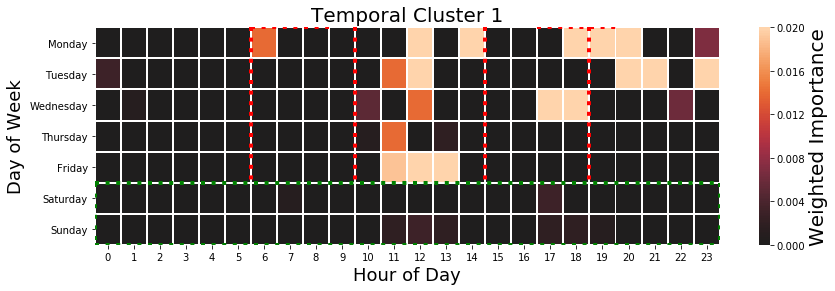 Temporal Cluster 1
Day of Week
Monday
Tuesday
Wednesday
Thursday
Friday
Saturday
Sunday
0 1 2 3 4 5 6 7 8 9 10 11 12 13 14 15 16 17 18 19 20 21 22 23
Hour of Day
0.020
0.016
0.012
0.008
0.004
0.000
Weighted Importance